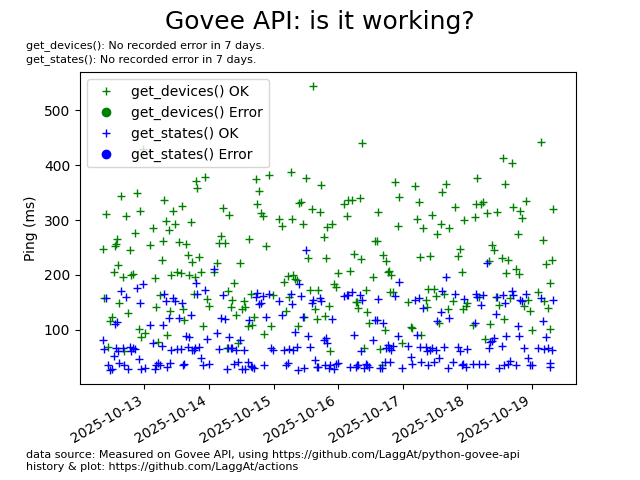 Govee API: is it working?
get_devices(): No recorded error in 7 days.
get_states(): No recorded error in 7 days.
get_devices() OK
get_devices() Error
get_states() OK
get_states() Error
Ping (ms)
500
400
300
200
100
2025-10-13
2025-10-14
2025-10-15
2025-10-16
2025-10-17
2025-10-18
2025-10-19
data source: Measured on Govee API, using https://github.com/LaggAt/python-govee-api
history & plot: https://github.com/LaggAt/actions